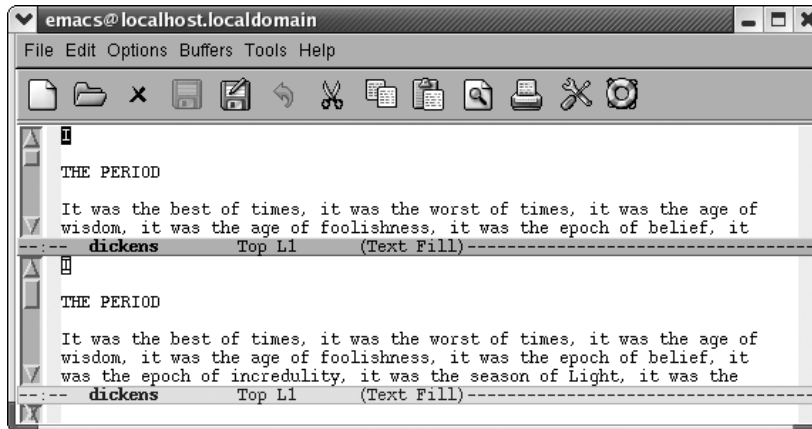 emacs@localhost.localdomain
File Edit Options Buffers Tools Help
I
THE PERIOD
It was the best of times, it was the worst of times, it was the age of
wisdom, it was the age of foolishness, it was the epoch of belief, it
--:-- dickens Top L1 (Text Fill)----------------------------------
I
THE PERIOD
It was the best of times, it was the worst of times, it was the age of
wisdom, it was the age of foolishness, it was the epoch of belief, it
was the epoch of incredulity, it was the season of Light, it was the
--:-- dickens Top L1 (Text Fill)----------------------------------